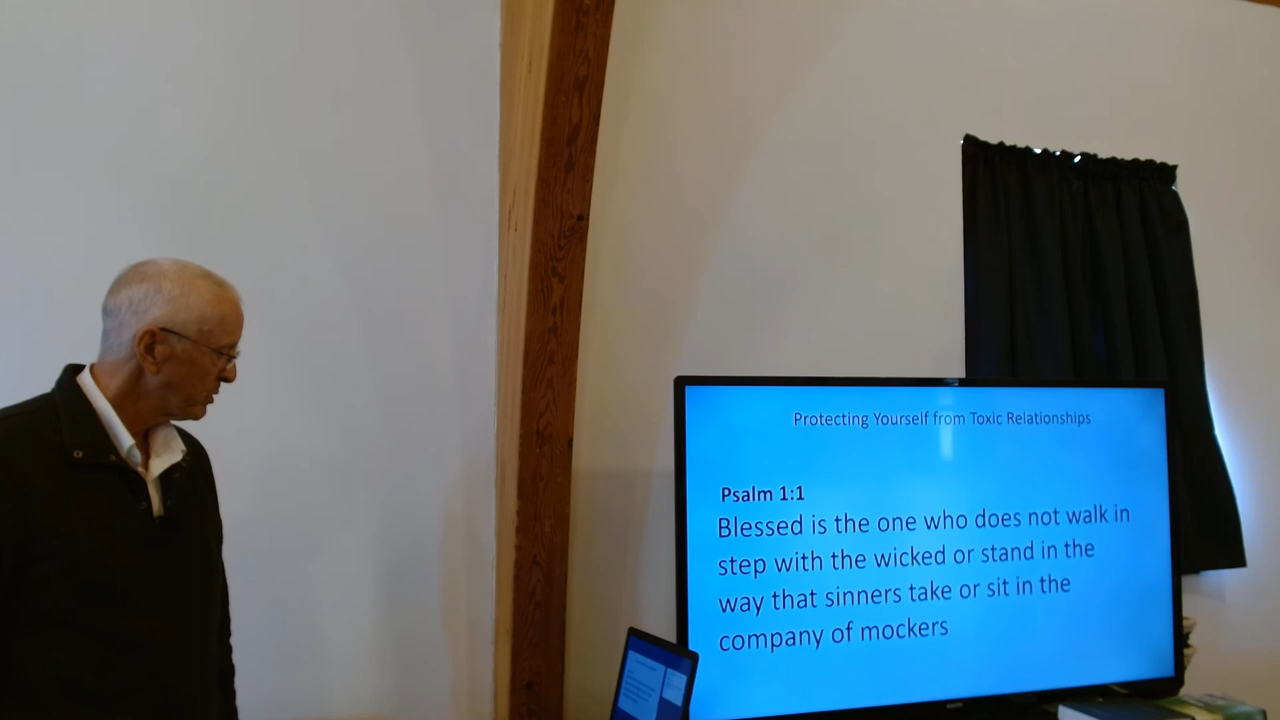 Protecting Yourself from Toxic Relationships
Psalm 1:1
Blessed is the one who does not walk in
step with the wicked or stand in the
way that sinners take or sit in the
company of mockers